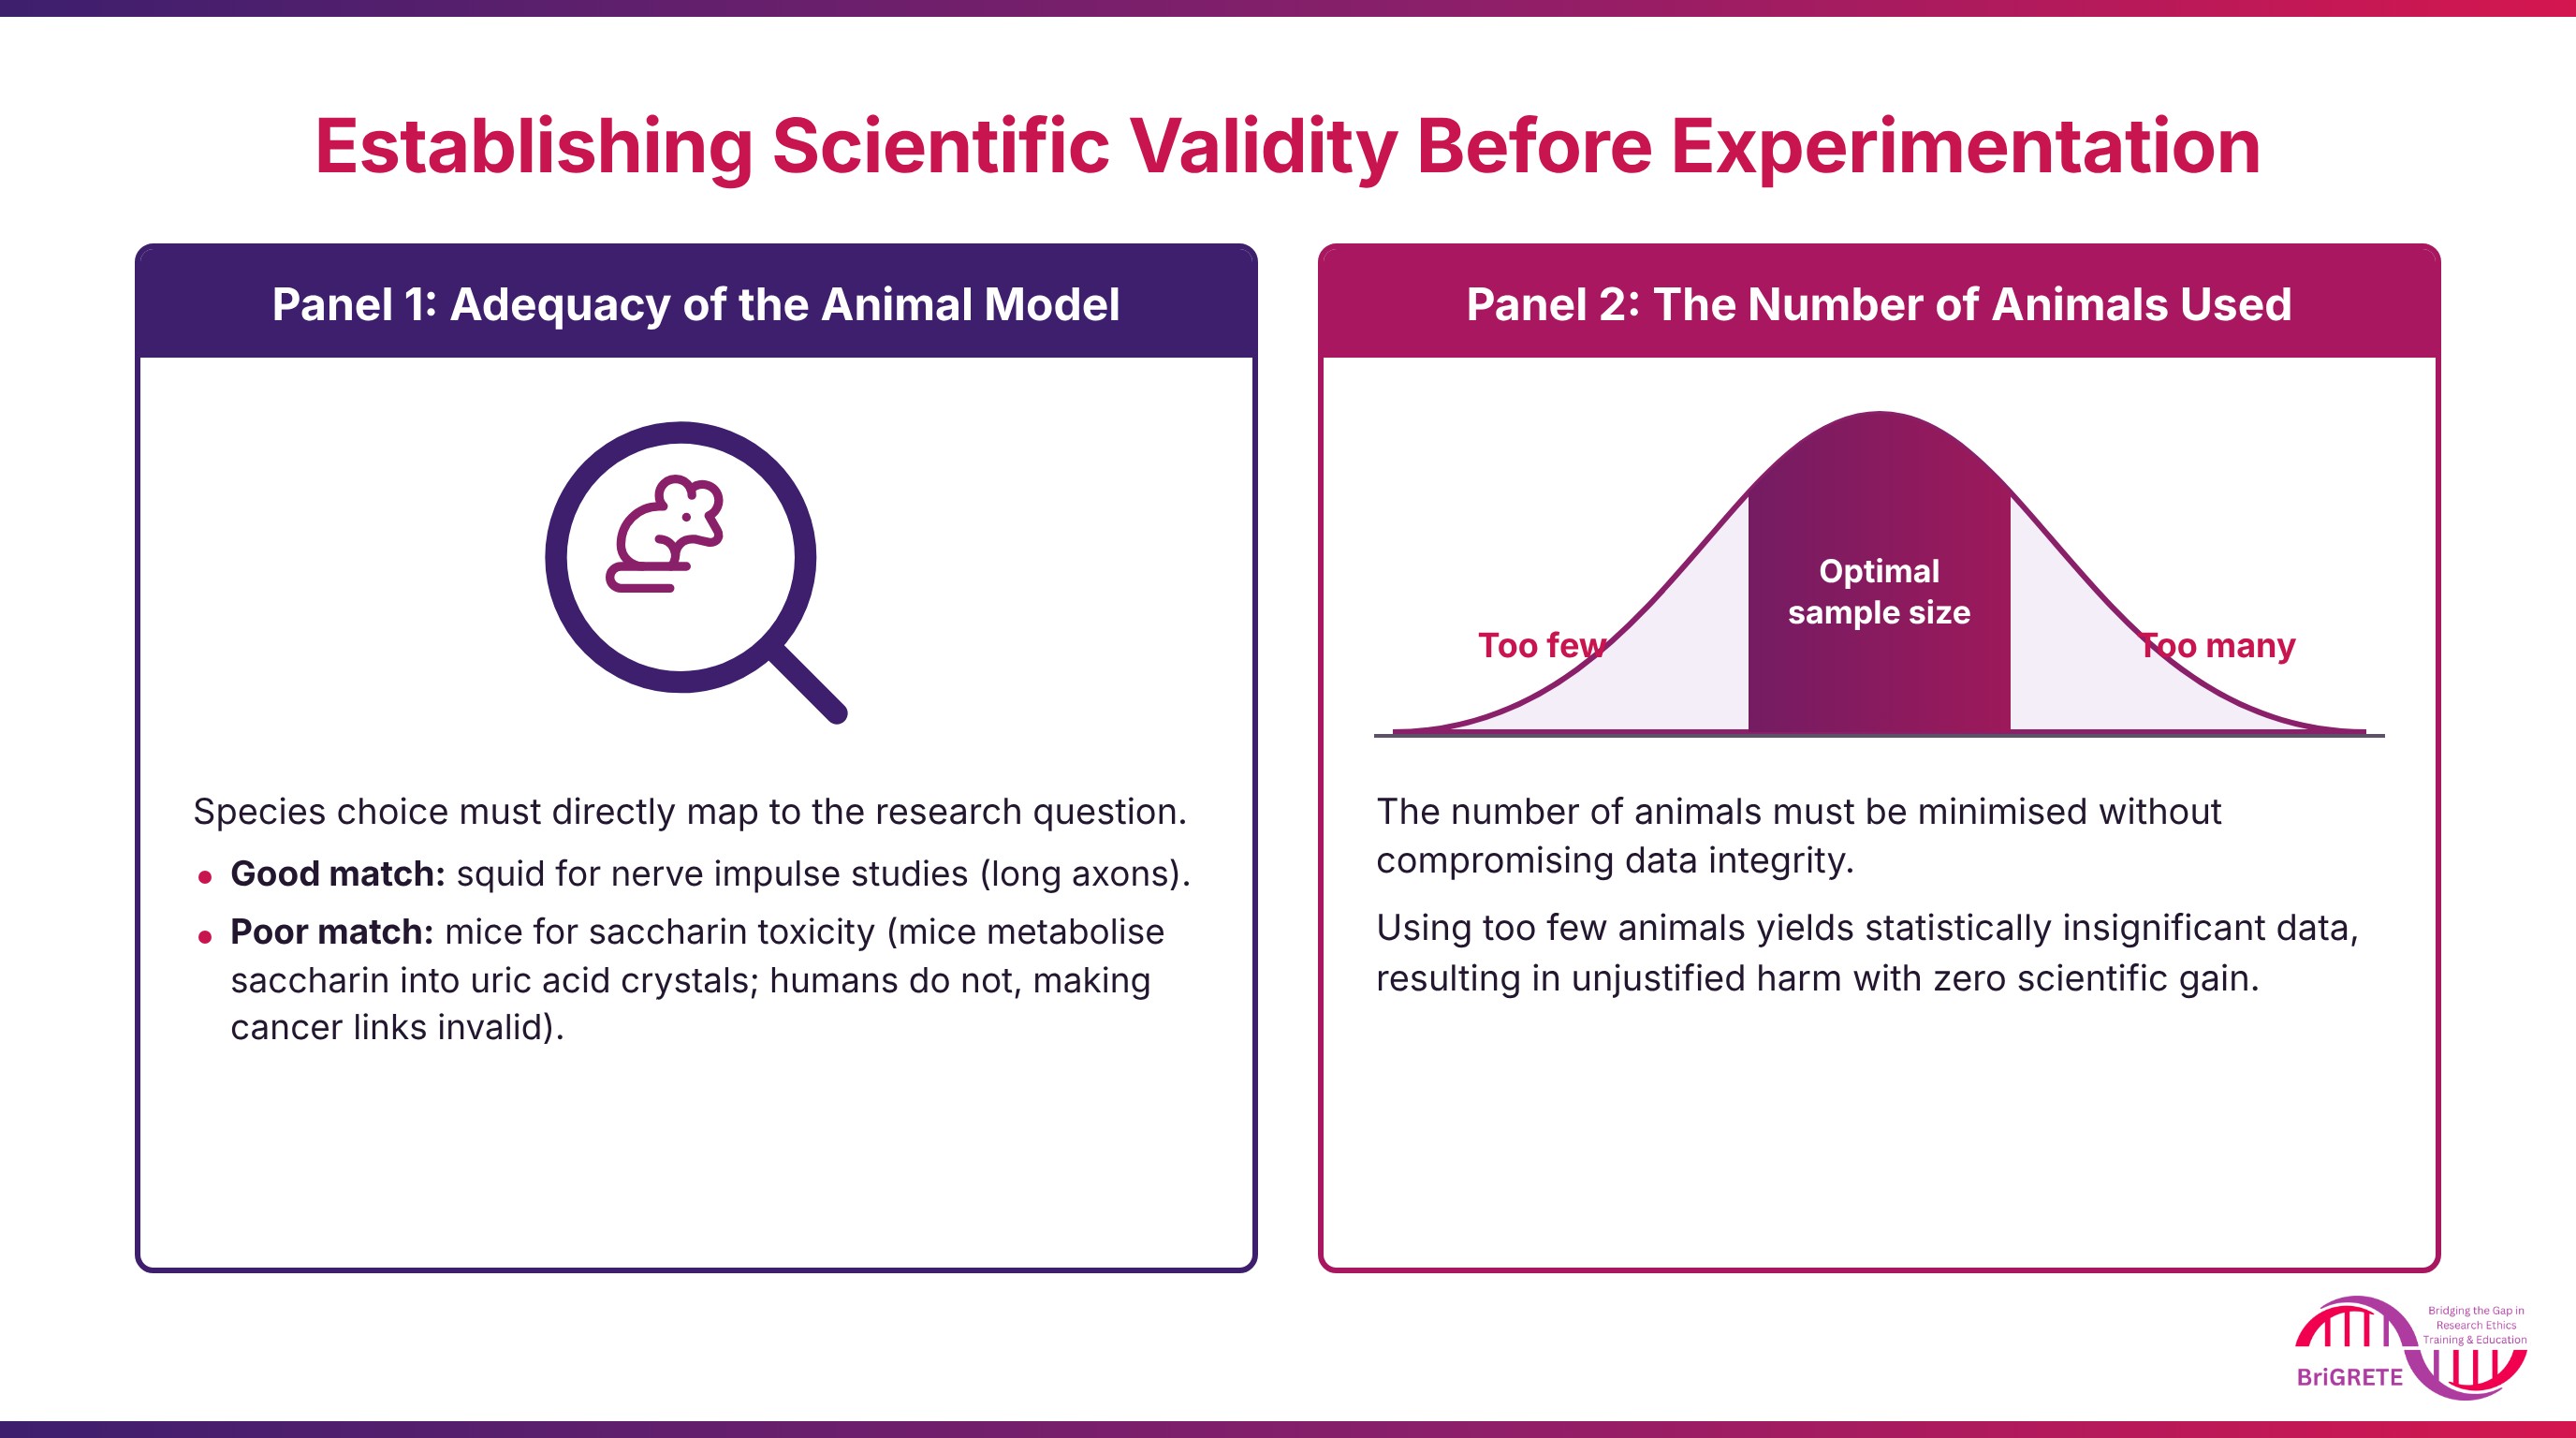 Establishing Scientific Validity Before Experimentation
Panel 1: Adequacy of the Animal Model
Species choice must directly map to the research question.
• Good match: squid for nerve impulse studies (long axons).
• Poor match: mice for saccharin toxicity (mice metabolise
saccharin into uric acid crystals; humans do not, making
cancer links invalid).
Panel 2: The Number of Animals Used
Optimal
sample size
Too few
Too many
The number of animals must be minimised without
compromising data integrity.
Using too few animals yields statistically insignificant data,
resulting in unjustified harm with zero scientific gain.
Bridging the Gap in
Research Ethics
Training & Education
BriGRETE